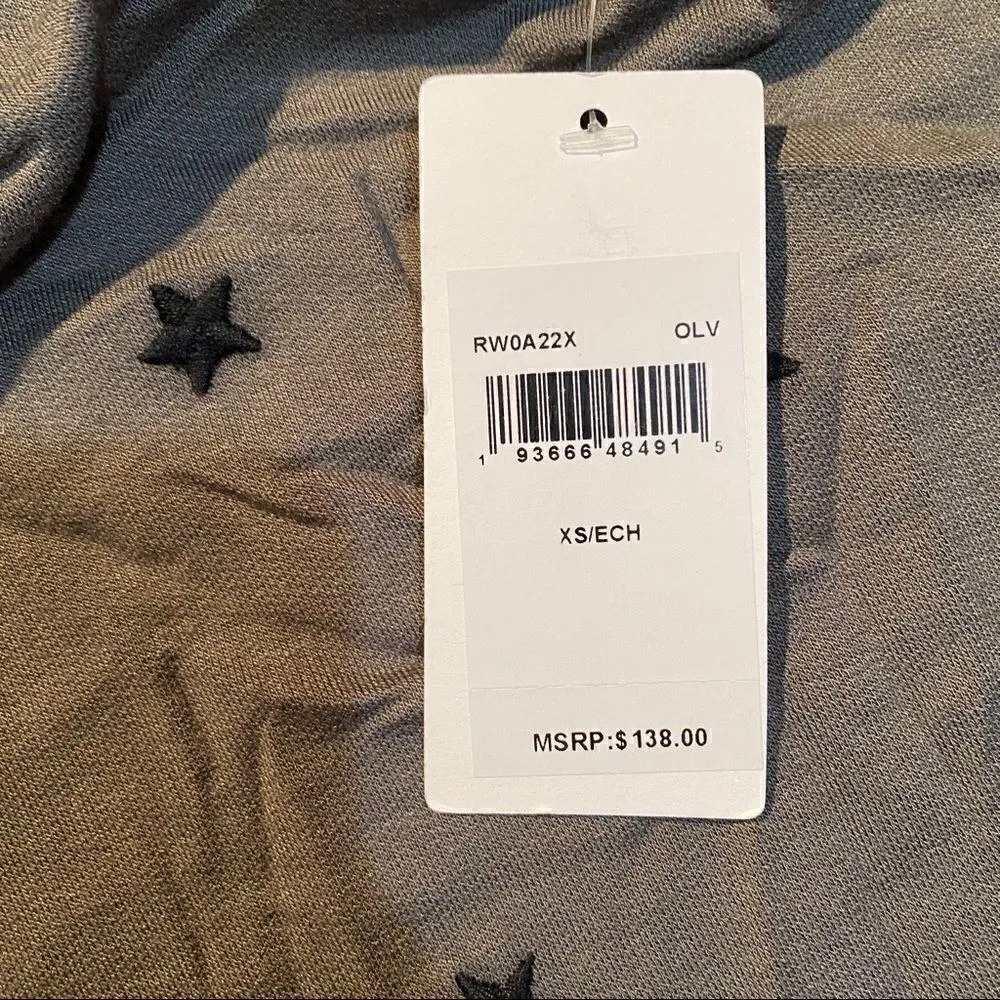 RW0A22X OLV
1 93666 48491 5
XS/ECH
MSRP:$138.00